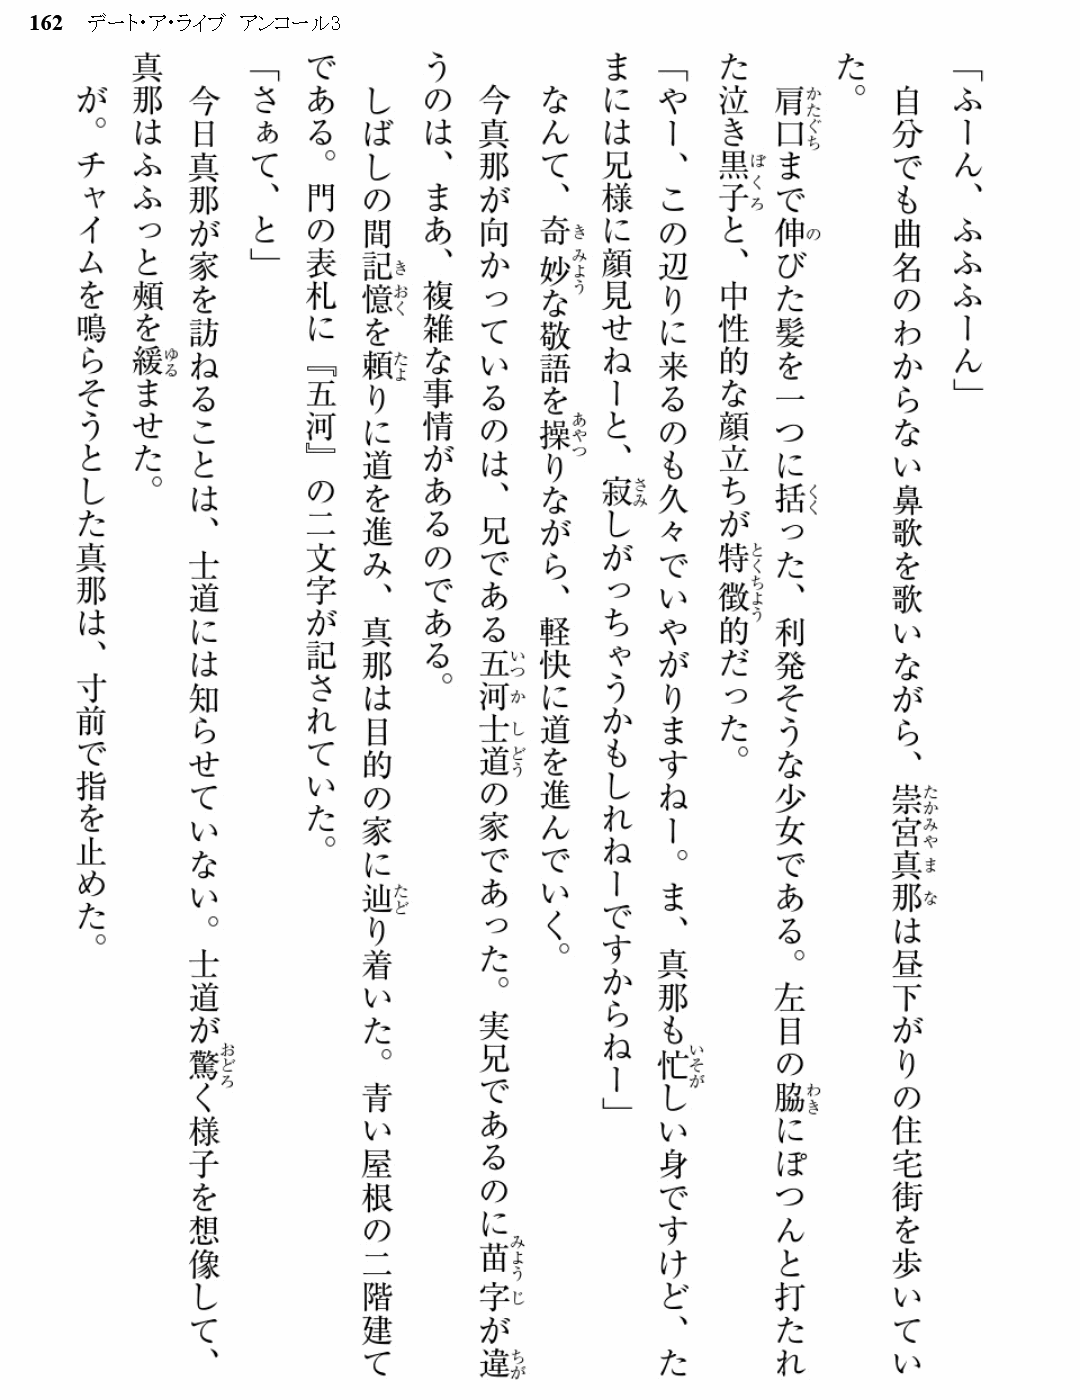 162 デート・ア・ライブ アンコール3
「ふーん、ふふふーん」
自分でも曲名のわからない鼻歌を歌いながら、崇宮真那は昼下がりの住宅街を歩いてい
た。
肩口まで伸びた髪を一つに括った、利発そうな少女である。左目の脇にぽつんと打たれ
た泣き黒子と、中性的な顔立ちが特徴的だった。
「やー、この辺りに来るのも久々でいやがりますねー。ま、真那も忙しい身ですけど、た
まには兄様に顔見せねーと、寂しがっちゃうかもしれねーですからねー」
なんて、奇妙な敬語を操りながら、軽快に道を進んでいく。
今真那が向かっているのは、兄である五河士道の家であった。実兄であるのに苗字が違
うのは、まあ、複雑な事情があるのである。
しばしの間記憶を頼りに道を進み、真那は目的の家に辿り着いた。青い屋根の二階建て
である。門の表札に『五河』の二文字が記されていた。
「さぁて、と」
今日真那が家を訪ねることは、士道には知らせていない。士道が驚く様子を想像して、
真那はふふっと頬を緩ませた。
が。チャイムを鳴らそうとした真那は、寸前で指を止めた。